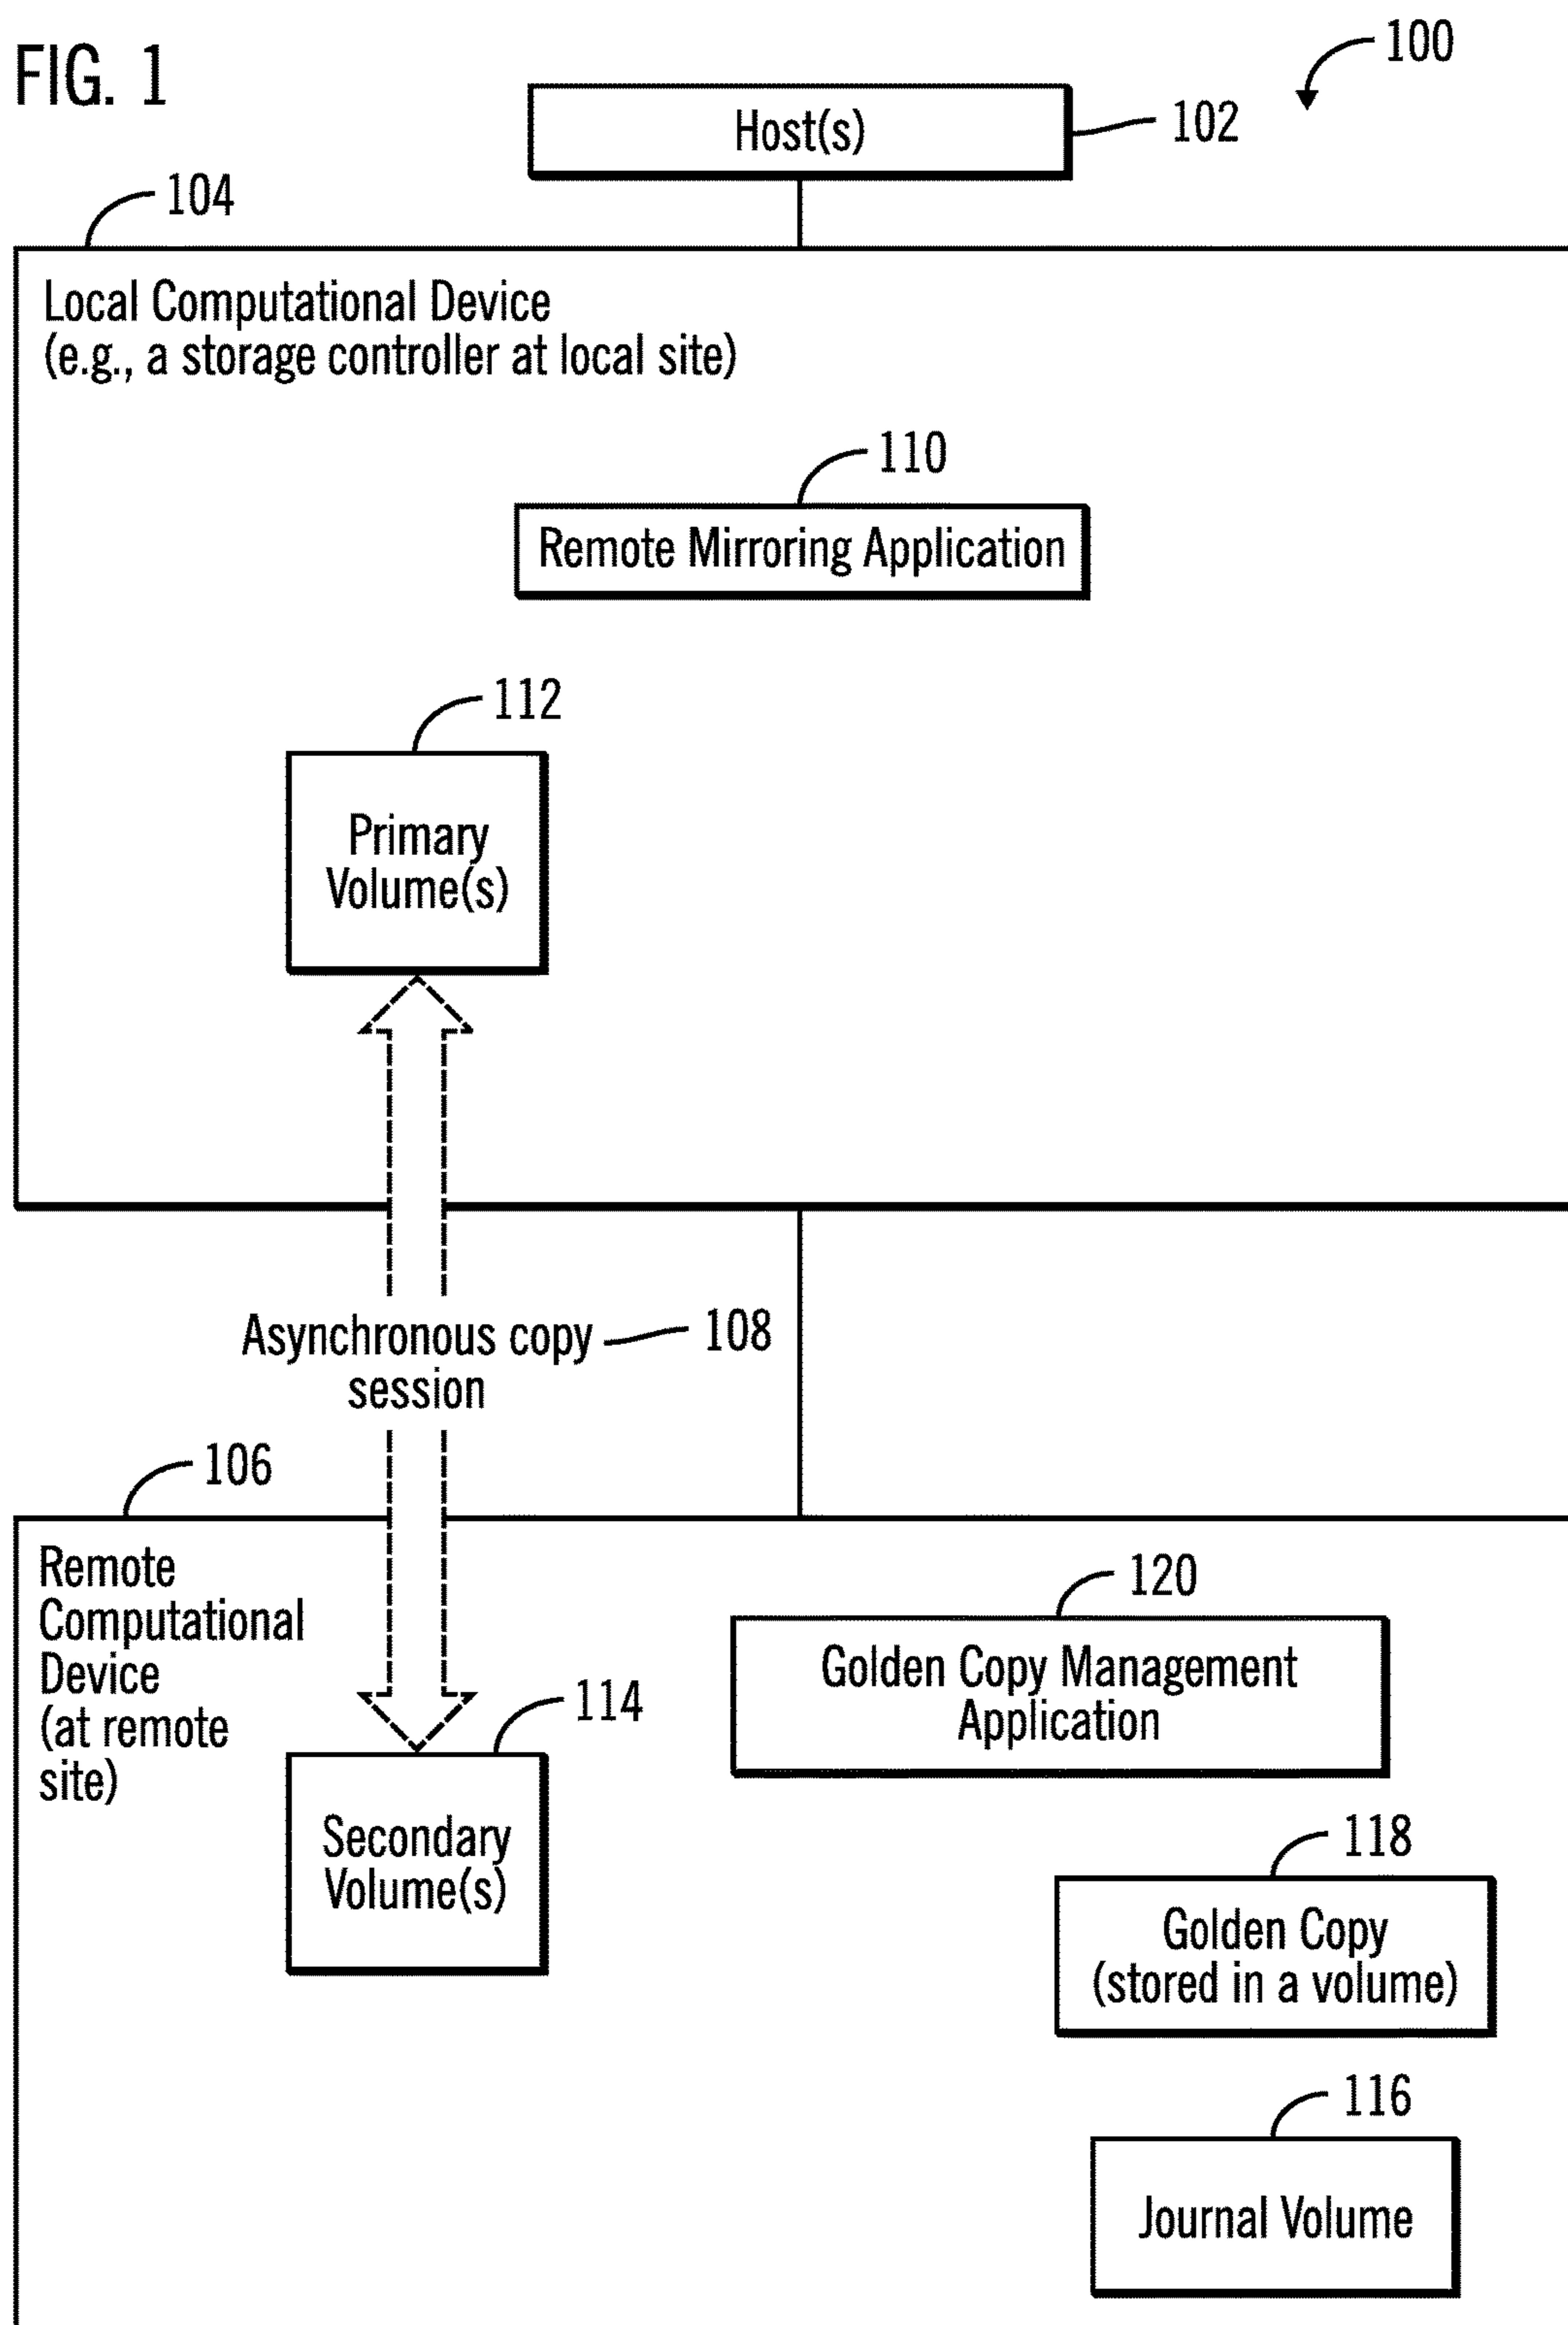 FIG. 1
100
Host(s)
102
104
Local Computational Device
(e.g., a storage controller at local site)
110
Remote Mirroring Application
112
Primary
Volume(s)
Asynchronous copy
session
108
106
Remote
Computational
Device
(at remote
site)
120
Golden Copy Management
Application
114
Secondary
Volume(s)
118
Golden Copy
(stored in a volume)
116
Journal Volume